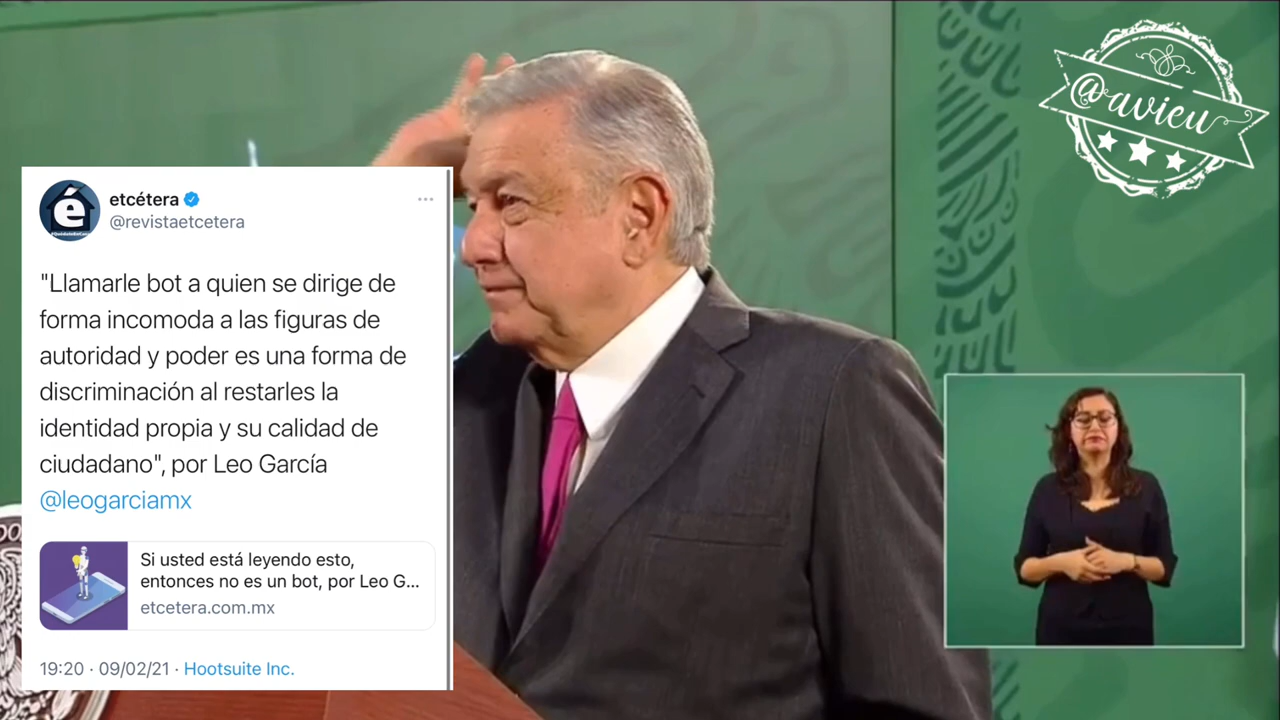 etcétera
@revistaetcetera
"Llamarle bot a quien se dirige de
forma incomoda a las figuras de
autoridad y poder es una forma de
discriminación al restarles la
identidad propia y su calidad de
ciudadano", por Leo García
@leogarciamx
Si usted está leyendo esto,
entonces no es un bot, por Leo G...
etcetera.com.mx
19:20 · 09/02/21 · Hootsuite Inc.
@avieu